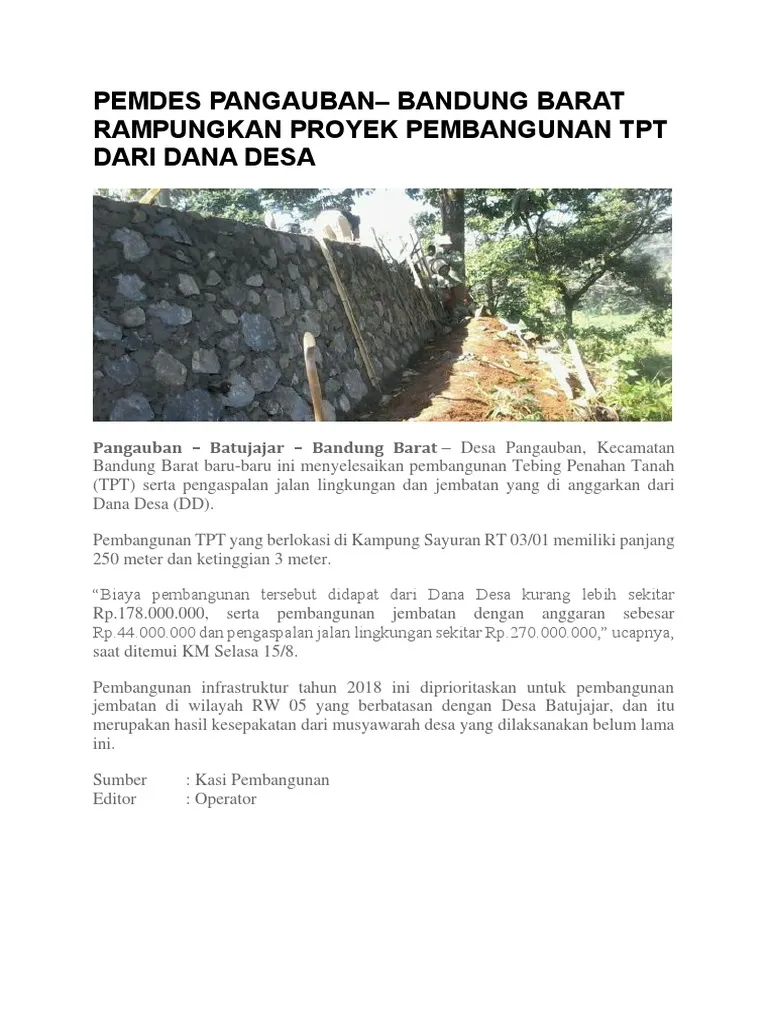 PEMDES PANGAUBAN– BANDUNG BARAT
RAMPUNGKAN PROYEK PEMBANGUNAN TPT
DARI DANA DESA
Pangauban – Batujajar – Bandung Barat – Desa Pangauban, Kecamatan
Bandung Barat baru-baru ini menyelesaikan pembangunan Tebing Penahan Tanah
(TPT) serta pengaspalan jalan lingkungan dan jembatan yang di anggarkan dari
Dana Desa (DD).
Pembangunan TPT yang berlokasi di Kampung Sayuran RT 03/01 memiliki panjang
250 meter dan ketinggian 3 meter.
“Biaya pembangunan tersebut didapat dari Dana Desa kurang lebih sekitar
Rp.178.000.000, serta pembangunan jembatan dengan anggaran sebesar
Rp.44.000.000 dan pengaspalan jalan lingkungan sekitar Rp.270.000.000,” ucapnya,
saat ditemui KM Selasa 15/8.
Pembangunan infrastruktur tahun 2018 ini diprioritaskan untuk pembangunan
jembatan di wilayah RW 05 yang berbatasan dengan Desa Batujajar, dan itu
merupakan hasil kesepakatan dari musyawarah desa yang dilaksanakan belum lama
ini.
Sumber : Kasi Pembangunan
Editor : Operator